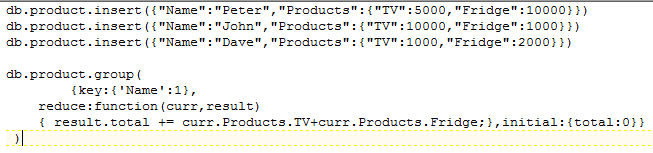 db.product.insert({"Name":"Peter","Products":{"TV":5000,"Fridge":10000}})
db.product.insert({"Name":"John","Products":{"TV":10000,"Fridge":1000}})
db.product.insert({"Name":"Dave","Products":{"TV":1000,"Fridge":2000}})
db.product.group(
{key:{'Name':1},
reduce:function(curr,result)
{ result.total += curr.Products.TV+curr.Products.Fridge;},initial:{total:0}}
)